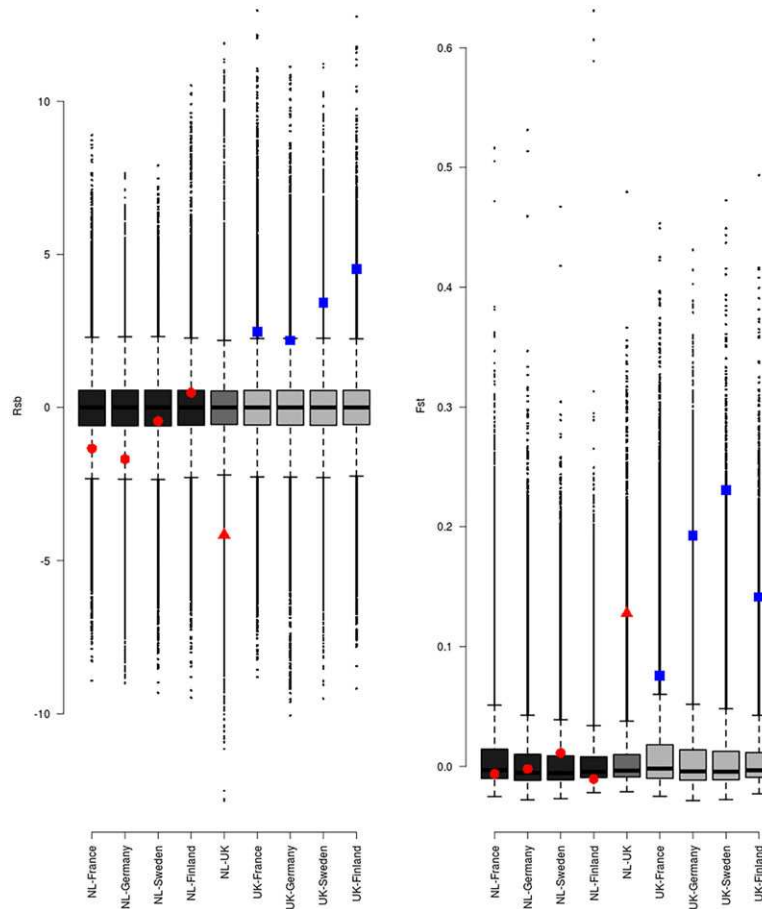 10
5
0
-5
-10
Rsb
NL-France
NL-Germany
NL-Sweden
NL-Finland
NL-UK
UK-France
UK-Germany
UK-Sweden
UK-Finland
0.6
0.5
0.4
0.3
0.2
0.1
0.0
Fst
NL-France
NL-Germany
NL-Sweden
NL-Finland
NL-UK
UK-France
UK-Germany
UK-Sweden
UK-Finland